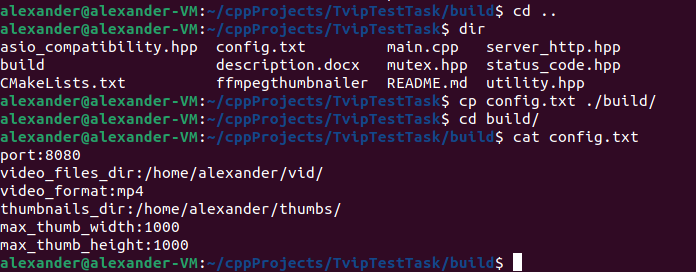 alexander@alexander-VM:~/cppProjects/TvipTestTask/build$ cd ..
alexander@alexander-VM:~/cppProjects/TvipTestTask$ dir
asio_compatibility.hpp  config.txt         main.cpp   server_http.hpp
build                   description.docx   mutex.hpp  status_code.hpp
CMakeLists.txt          ffmpegthumbnailer  README.md  utility.hpp
alexander@alexander-VM:~/cppProjects/TvipTestTask$ cp config.txt ./build/
alexander@alexander-VM:~/cppProjects/TvipTestTask$ cd build/
alexander@alexander-VM:~/cppProjects/TvipTestTask/build$ cat config.txt
port:8080
video_files_dir:/home/alexander/vid/
video_format:mp4
thumbnails_dir:/home/alexander/thumbs/
max_thumb_width:1000
max_thumb_height:1000
alexander@alexander-VM:~/cppProjects/TvipTestTask/build$